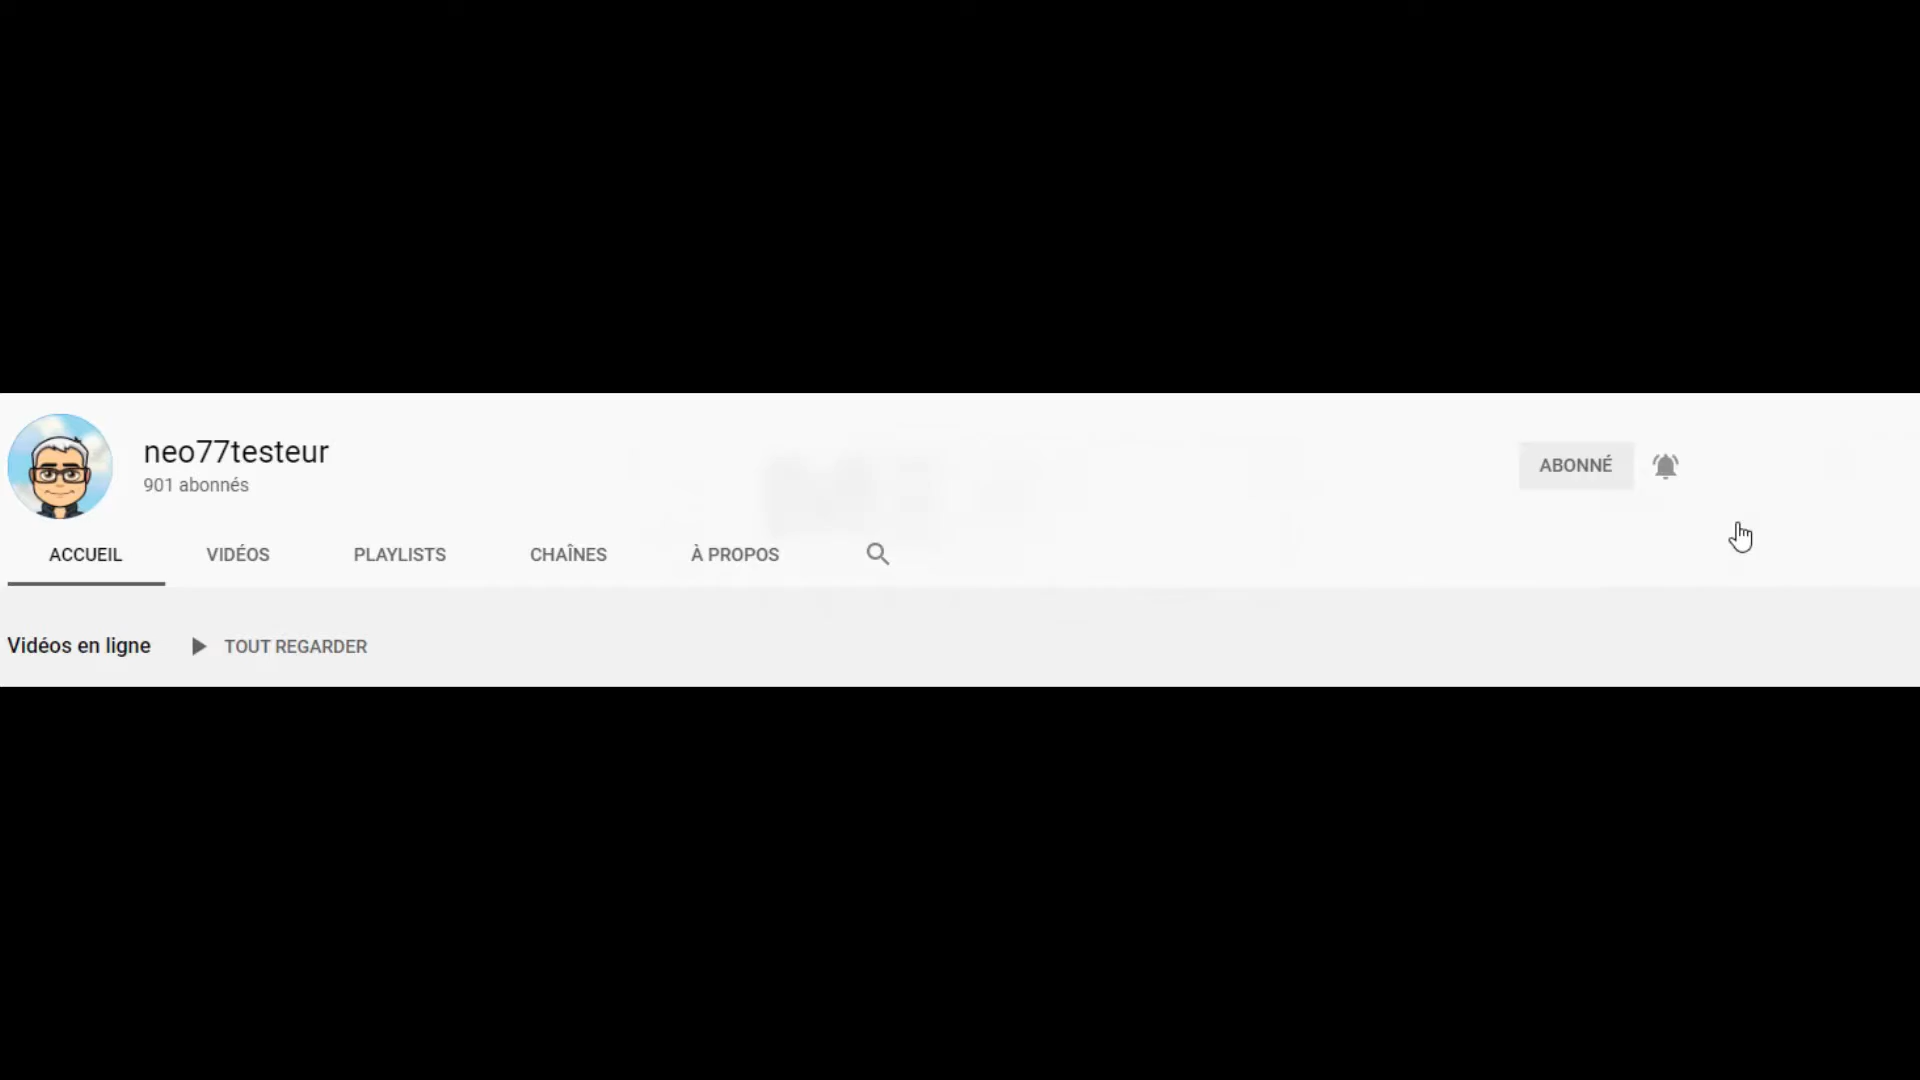 neo77testeur
901 abonnés
ABONNÉ
ACCUEIL VIDÉOS PLAYLISTS CHAÎNES À PROPOS
Vidéos en ligne TOUT REGARDER